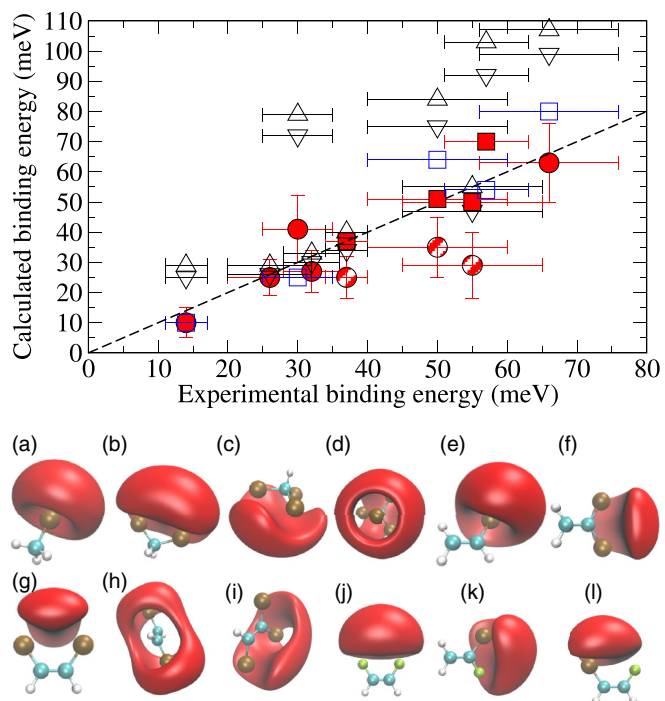 110
100
90
80
70
60
50
40
30
20
10
0
Calculated binding energy (meV)
0 10 20 30 40 50 60 70 80
Experimental binding energy (meV)
(a) (b) (c) (d) (e) (f)
(g) (h) (i) (j) (k) (l)